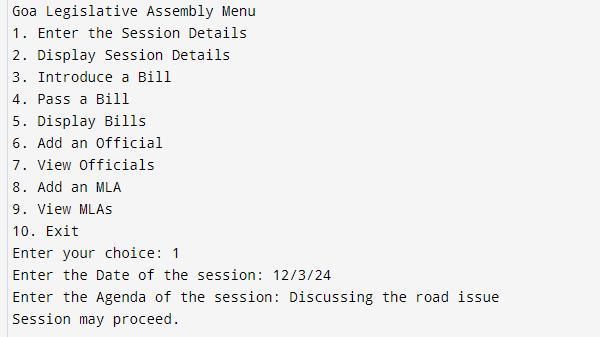 Goa Legislative Assembly Menu
1. Enter the Session Details
2. Display Session Details
3. Introduce a Bill
4. Pass a Bill
5. Display Bills
6. Add an Official
7. View Officials
8. Add an MLA
9. View MLAs
10. Exit
Enter your choice: 1
Enter the Date of the session: 12/3/24
Enter the Agenda of the session: Discussing the road issue
Session may proceed.